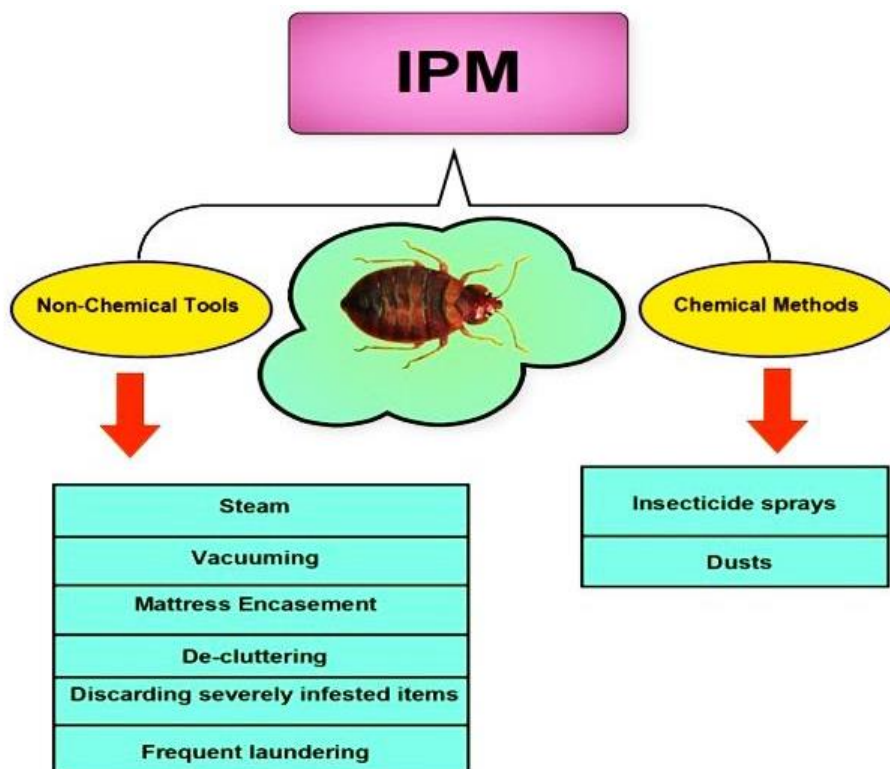 IPM
Non-Chemical Tools
Chemical Methods
Steam
Vacuuming
Mattress Encasement
De-cluttering
Discarding severely infested items
Frequent laundering
Insecticide sprays
Dusts